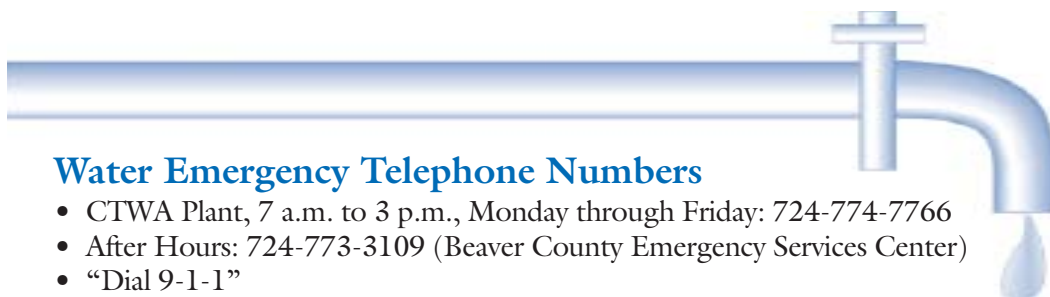 Water Emergency Telephone Numbers
• CTWA Plant, 7 a.m. to 3 p.m., Monday through Friday: 724-774-7766
• After Hours: 724-773-3109 (Beaver County Emergency Services Center)
• “Dial 9-1-1”